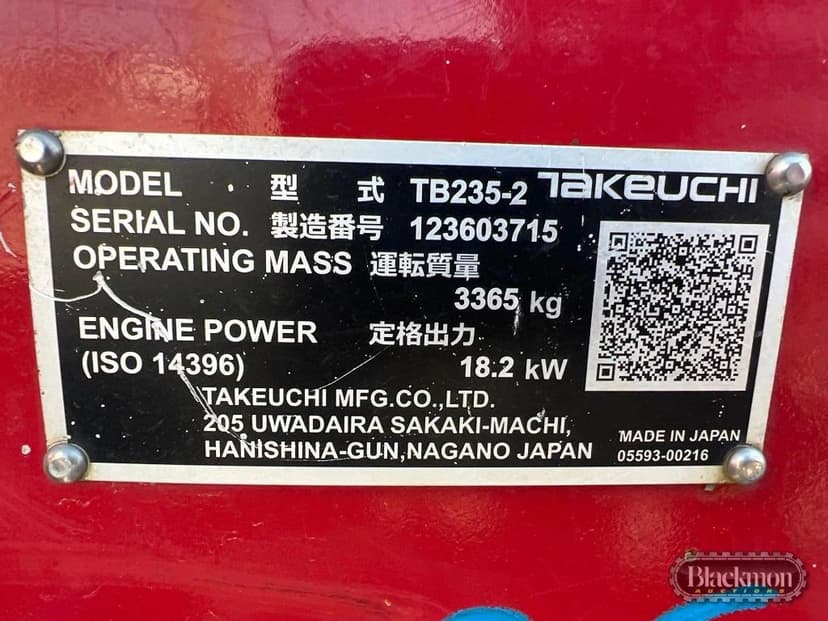 MODEL 型 式 TB235-2 TAKEUCHI
SERIAL NO. 製造番号 123603715
OPERATING MASS 運転質量
3365 kg
ENGINE POWER 定格出力
(ISO 14396) 18.2 kW
TAKEUCHI MFG.CO.,LTD.
205 UWADAIRA SAKAKI-MACHI,
HANISHINA-GUN,NAGANO JAPAN
MADE IN JAPAN
05593-00216
Blackmon
AUCTIONS